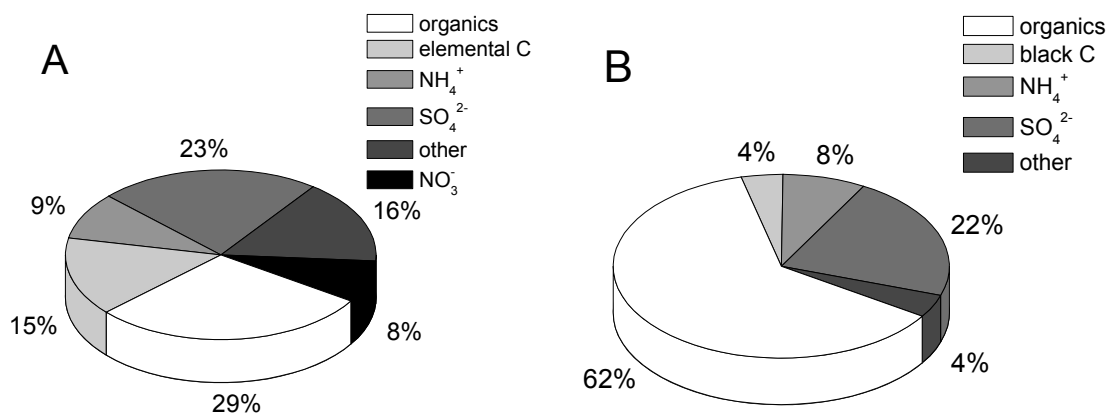 A
organics
elemental C
NH₄⁺
SO₄²⁻
other
NO₃⁻
23%
9%
16%
15%
8%
29%
B
organics
black C
NH₄⁺
SO₄²⁻
other
4%
8%
22%
62%
4%